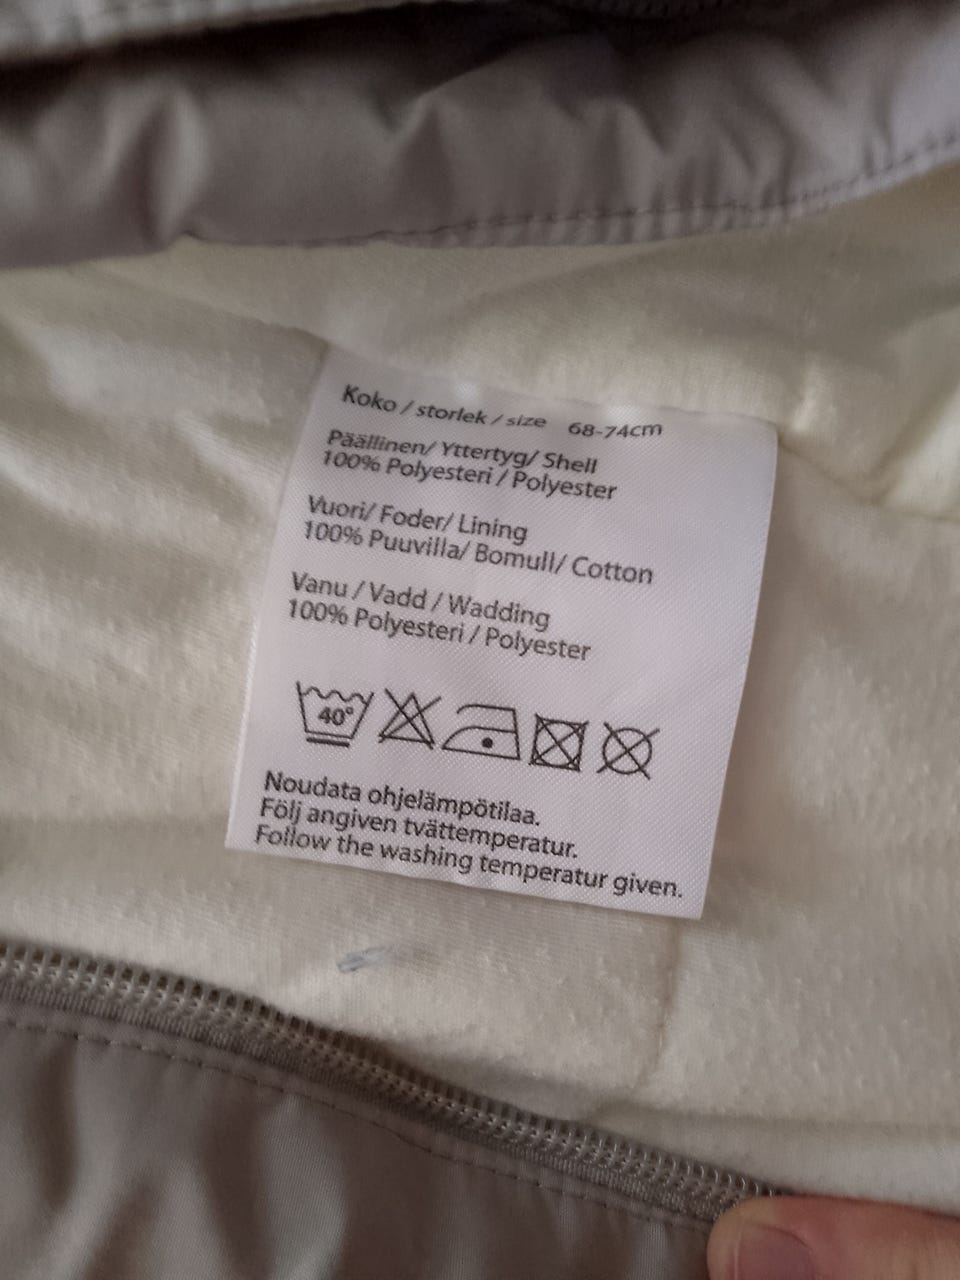 Koko / storlek / size 68-74cm
Päällinen/ Yttertyg/ Shell
100% Polyesteri / Polyester
Vuori/ Foder/ Lining
100% Puuvilla/ Bomull/ Cotton
Vanu / Vadd / Wadding
100% Polyesteri / Polyester
40°
Noudata ohjelämpötilaa.
Följ angiven tvättemperatur.
Follow the washing temperatur given.